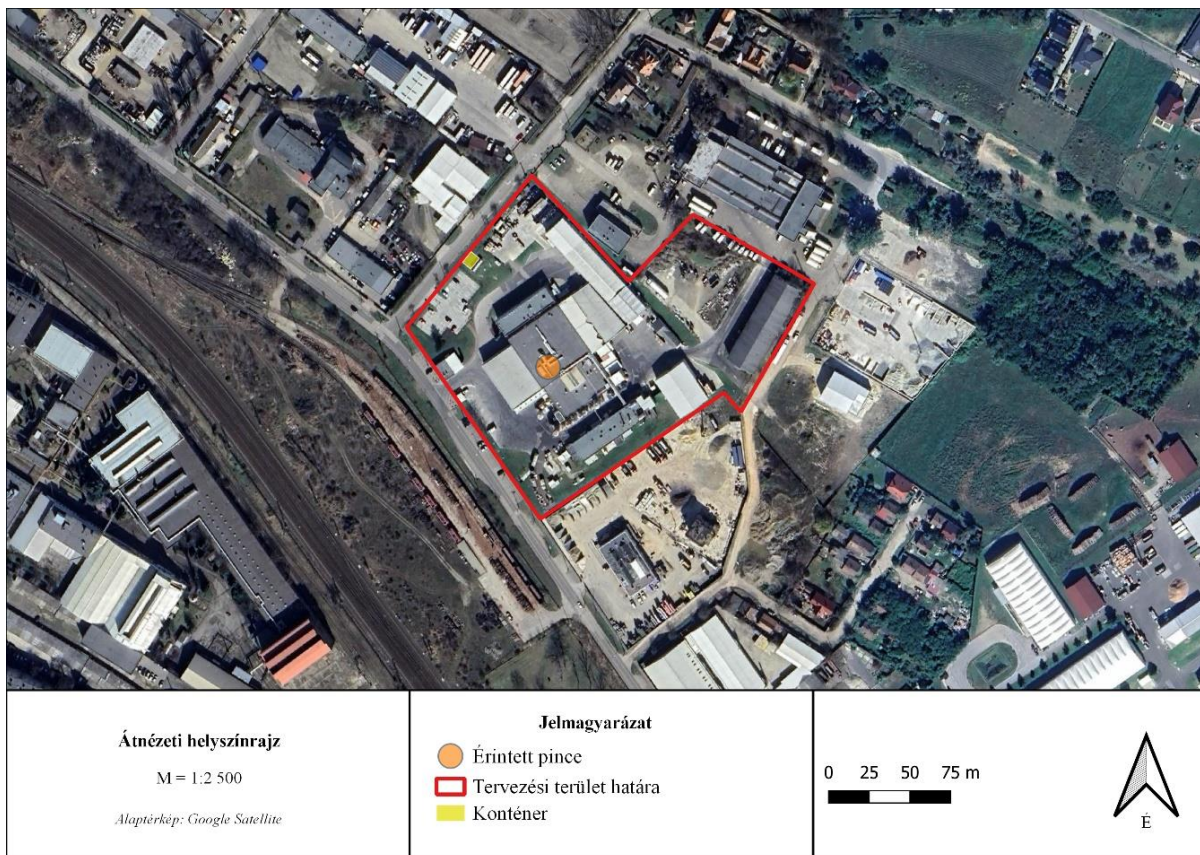 Átnézeti helyszínrajz
M = 1:2 500
Alaptérkép: Google Satellite
Jelmagyarázat
Érintett pince
Tervezési terület határa
Konténer
0 25 50 75 m
É